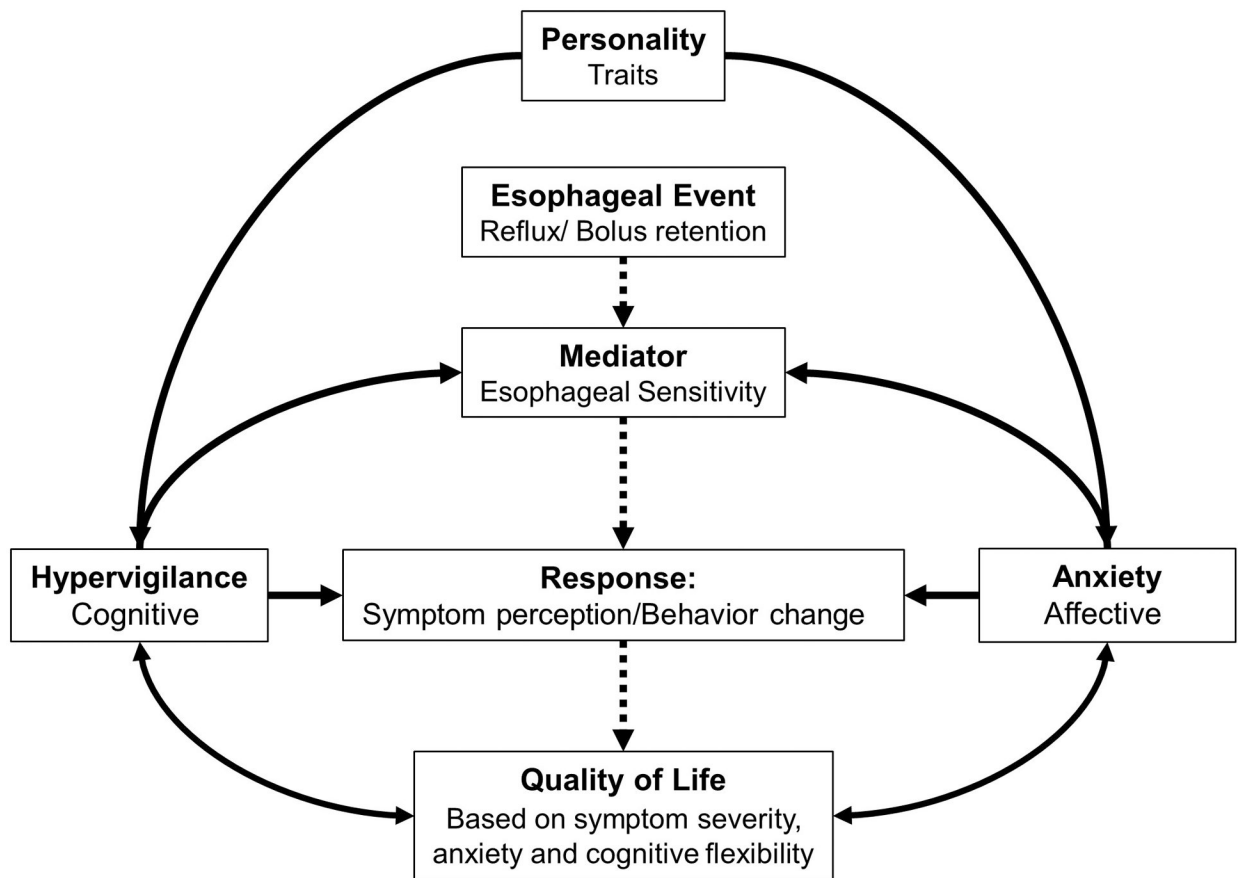 Personality
Traits
Esophageal Event
Reflux/ Bolus retention
Mediator
Esophageal Sensitivity
Hypervigilance
Cognitive
Response:
Symptom perception/Behavior change
Anxiety
Affective
Quality of Life
Based on symptom severity,
anxiety and cognitive flexibility